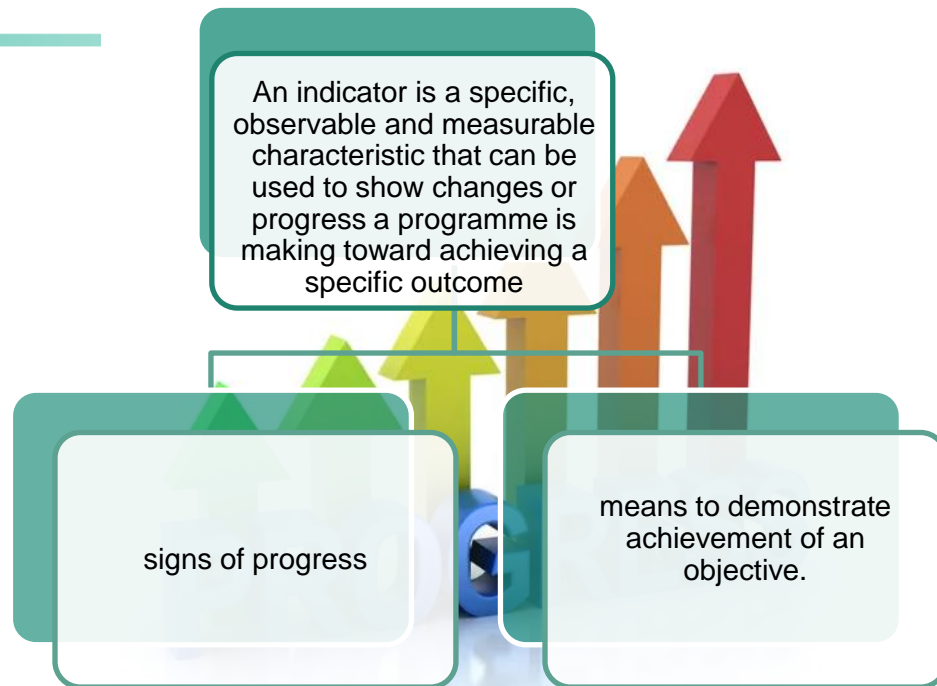 An indicator is a specific,
observable and measurable
characteristic that can be
used to show changes or
progress a programme is
making toward achieving a
specific outcome
signs of progress
means to demonstrate
achievement of an
objective.